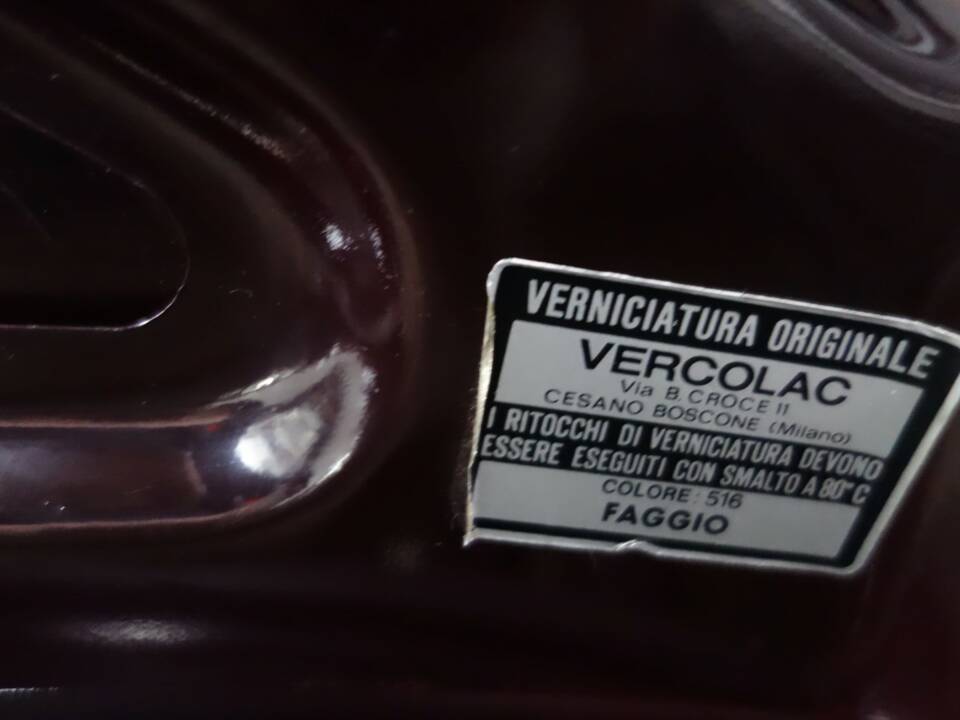 VERNICIATURA ORIGINALE
VERCOLAC
Via B. CROCE 11
CESANO BOSCONE (Milano)
I RITOCCHI DI VERNICIATURA DEVONO
ESSERE ESEGUITI CON SMALTO A 80°C
COLORE: 516
FAGGIO